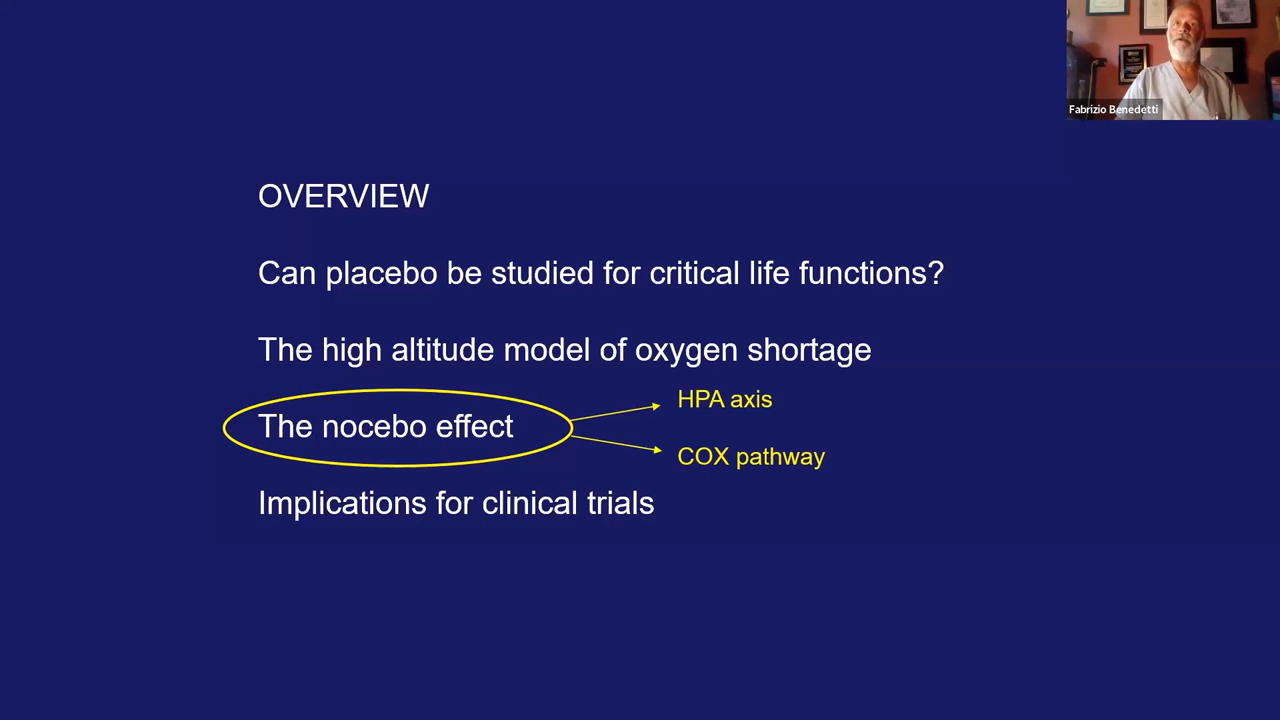 Fabrizio Benedetti
OVERVIEW
Can placebo be studied for critical life functions?
The high altitude model of oxygen shortage
The nocebo effect
HPA axis
COX pathway
Implications for clinical trials